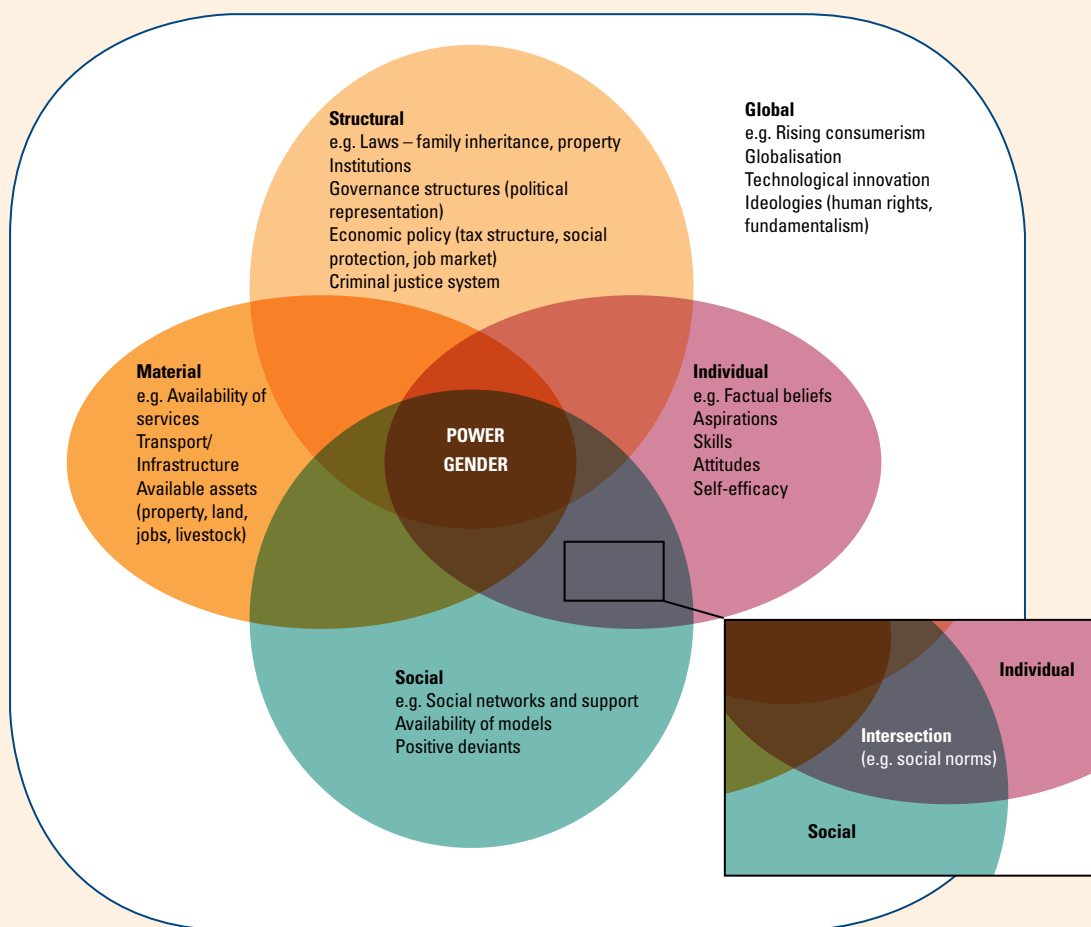 Structural
e.g. Laws – family inheritance, property
Institutions
Governance structures (political
representation)
Economic policy (tax structure, social
protection, job market)
Criminal justice system
Global
e.g. Rising consumerism
Globalisation
Technological innovation
Ideologies (human rights,
fundamentalism)
Material
e.g. Availability of
services
Transport/
Infrastructure
Available assets
(property, land,
jobs, livestock)
POWER
GENDER
Individual
e.g. Factual beliefs
Aspirations
Skills
Attitudes
Self-efficacy
Social
e.g. Social networks and support
Availability of models
Positive deviants
Individual
Intersection
(e.g. social norms)
Social